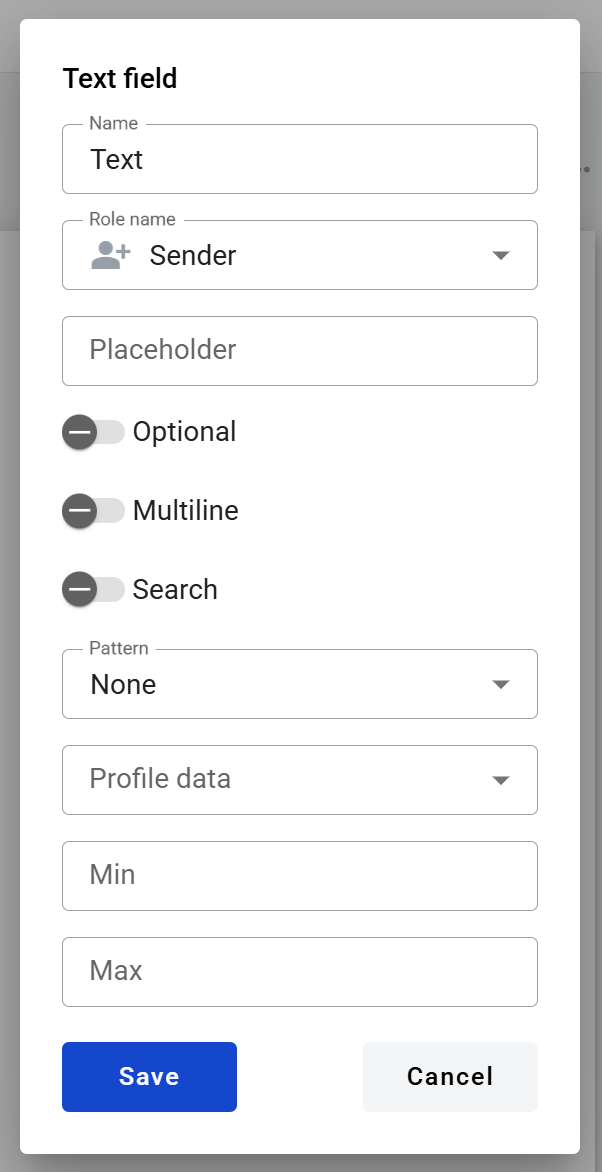 Text field
Name
Text
Role name
Sender
Placeholder
Optional
Multiline
Search
Pattern
None
Profile data
Min
Max
Save
Cancel